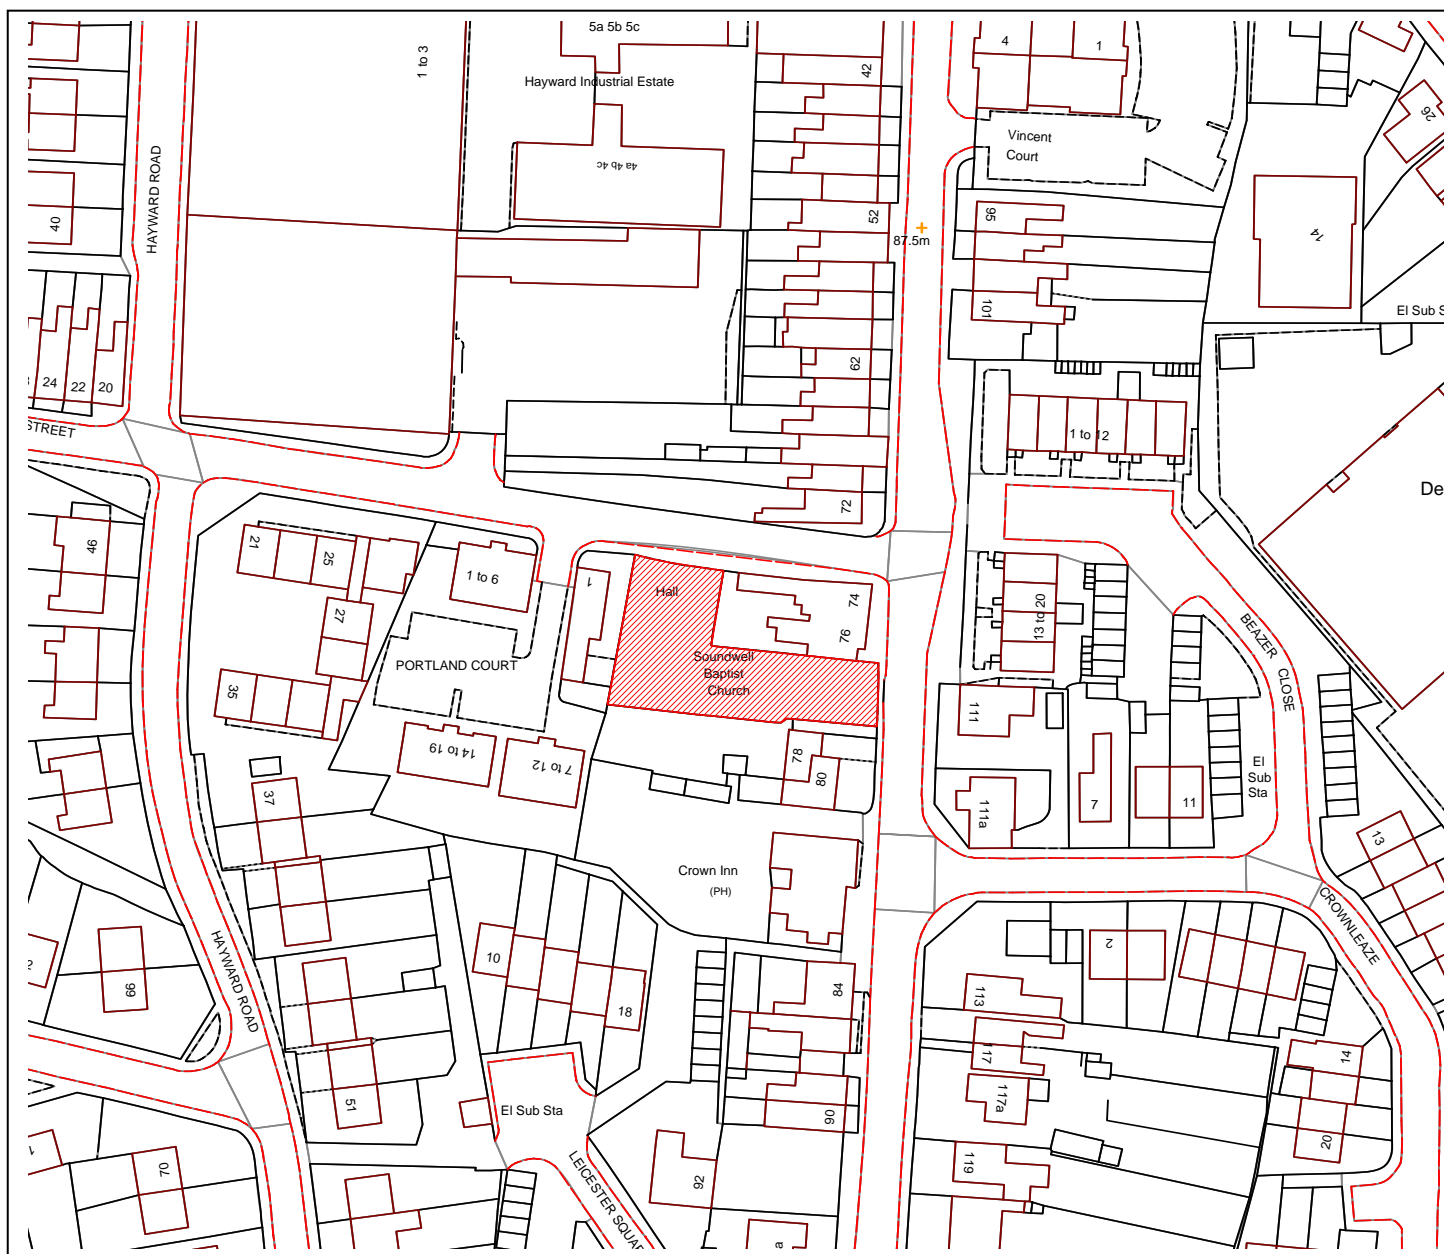 5a 5b 5c
1 to 3
Hayward Industrial Estate
42
4
1
Vincent
Court
26
4a 4b 4c
HAYWARD ROAD
40
52
87.5m
95
14
101
El Sub S
24
22
20
62
STREET
1 to 12
De
72
46
21
25
1 to 6
1
Hall
74
13 to 20
27
76
BEAZER CLOSE
PORTLAND COURT
Soundwell
Baptist
Church
35
111
14 to 19
7 to 12
78
80
El
Sub
Sta
37
111a
7
11
13
Crown Inn
(PH)
CROWNLEAZE
HAYWARD ROAD
10
2
66
18
84
113
117
14
51
El Sub Sta
117a
90
20
70
119
92
LEICESTER SQUAR
a